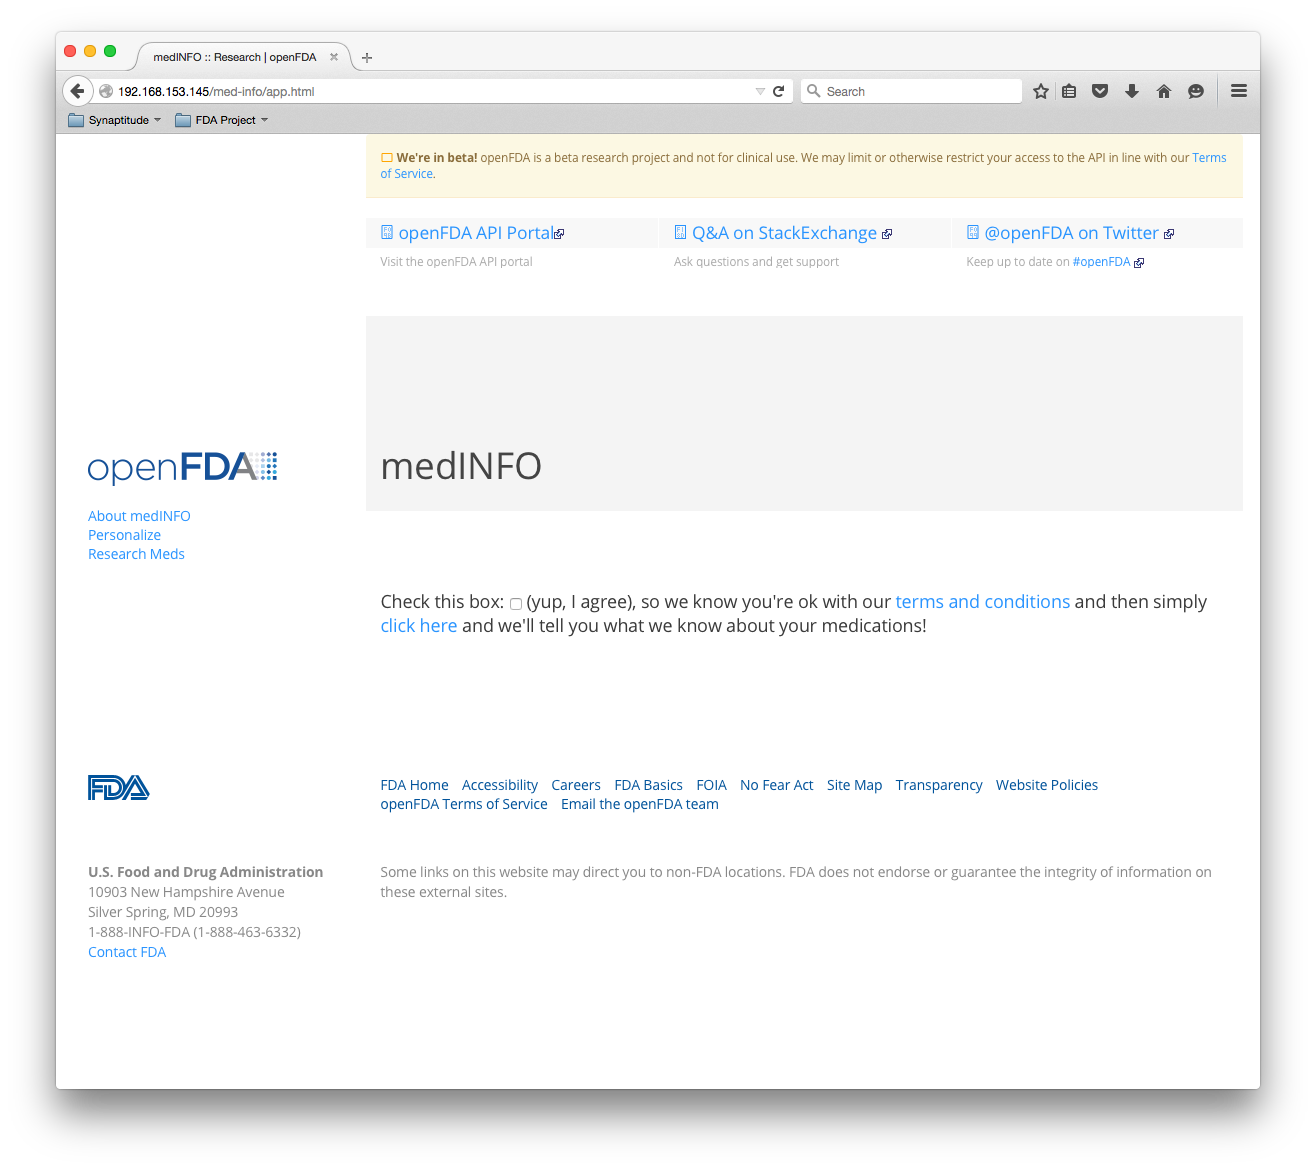 medINFO :: Research | openFDA
192.168.153.145/med-info/app.html
Search
Synaptitude
FDA Project
We're in beta! openFDA is a beta research project and not for clinical use. We may limit or otherwise restrict your access to the API in line with our Terms
of Service.
openFDA API Portal
Q&A on StackExchange
@openFDA on Twitter
Visit the openFDA API portal
Ask questions and get support
Keep up to date on #openFDA
openFDA
medINFO
About medINFO
Personalize
Research Meds
Check this box: (yup, I agree), so we know you're ok with our terms and conditions and then simply
click here and we'll tell you what we know about your medications!
FDA
FDA Home Accessibility Careers FDA Basics FOIA No Fear Act Site Map Transparency Website Policies
openFDA Terms of Service Email the openFDA team
U.S. Food and Drug Administration
10903 New Hampshire Avenue
Silver Spring, MD 20993
1-888-INFO-FDA (1-888-463-6332)
Contact FDA
Some links on this website may direct you to non-FDA locations. FDA does not endorse or guarantee the integrity of information on
these external sites.